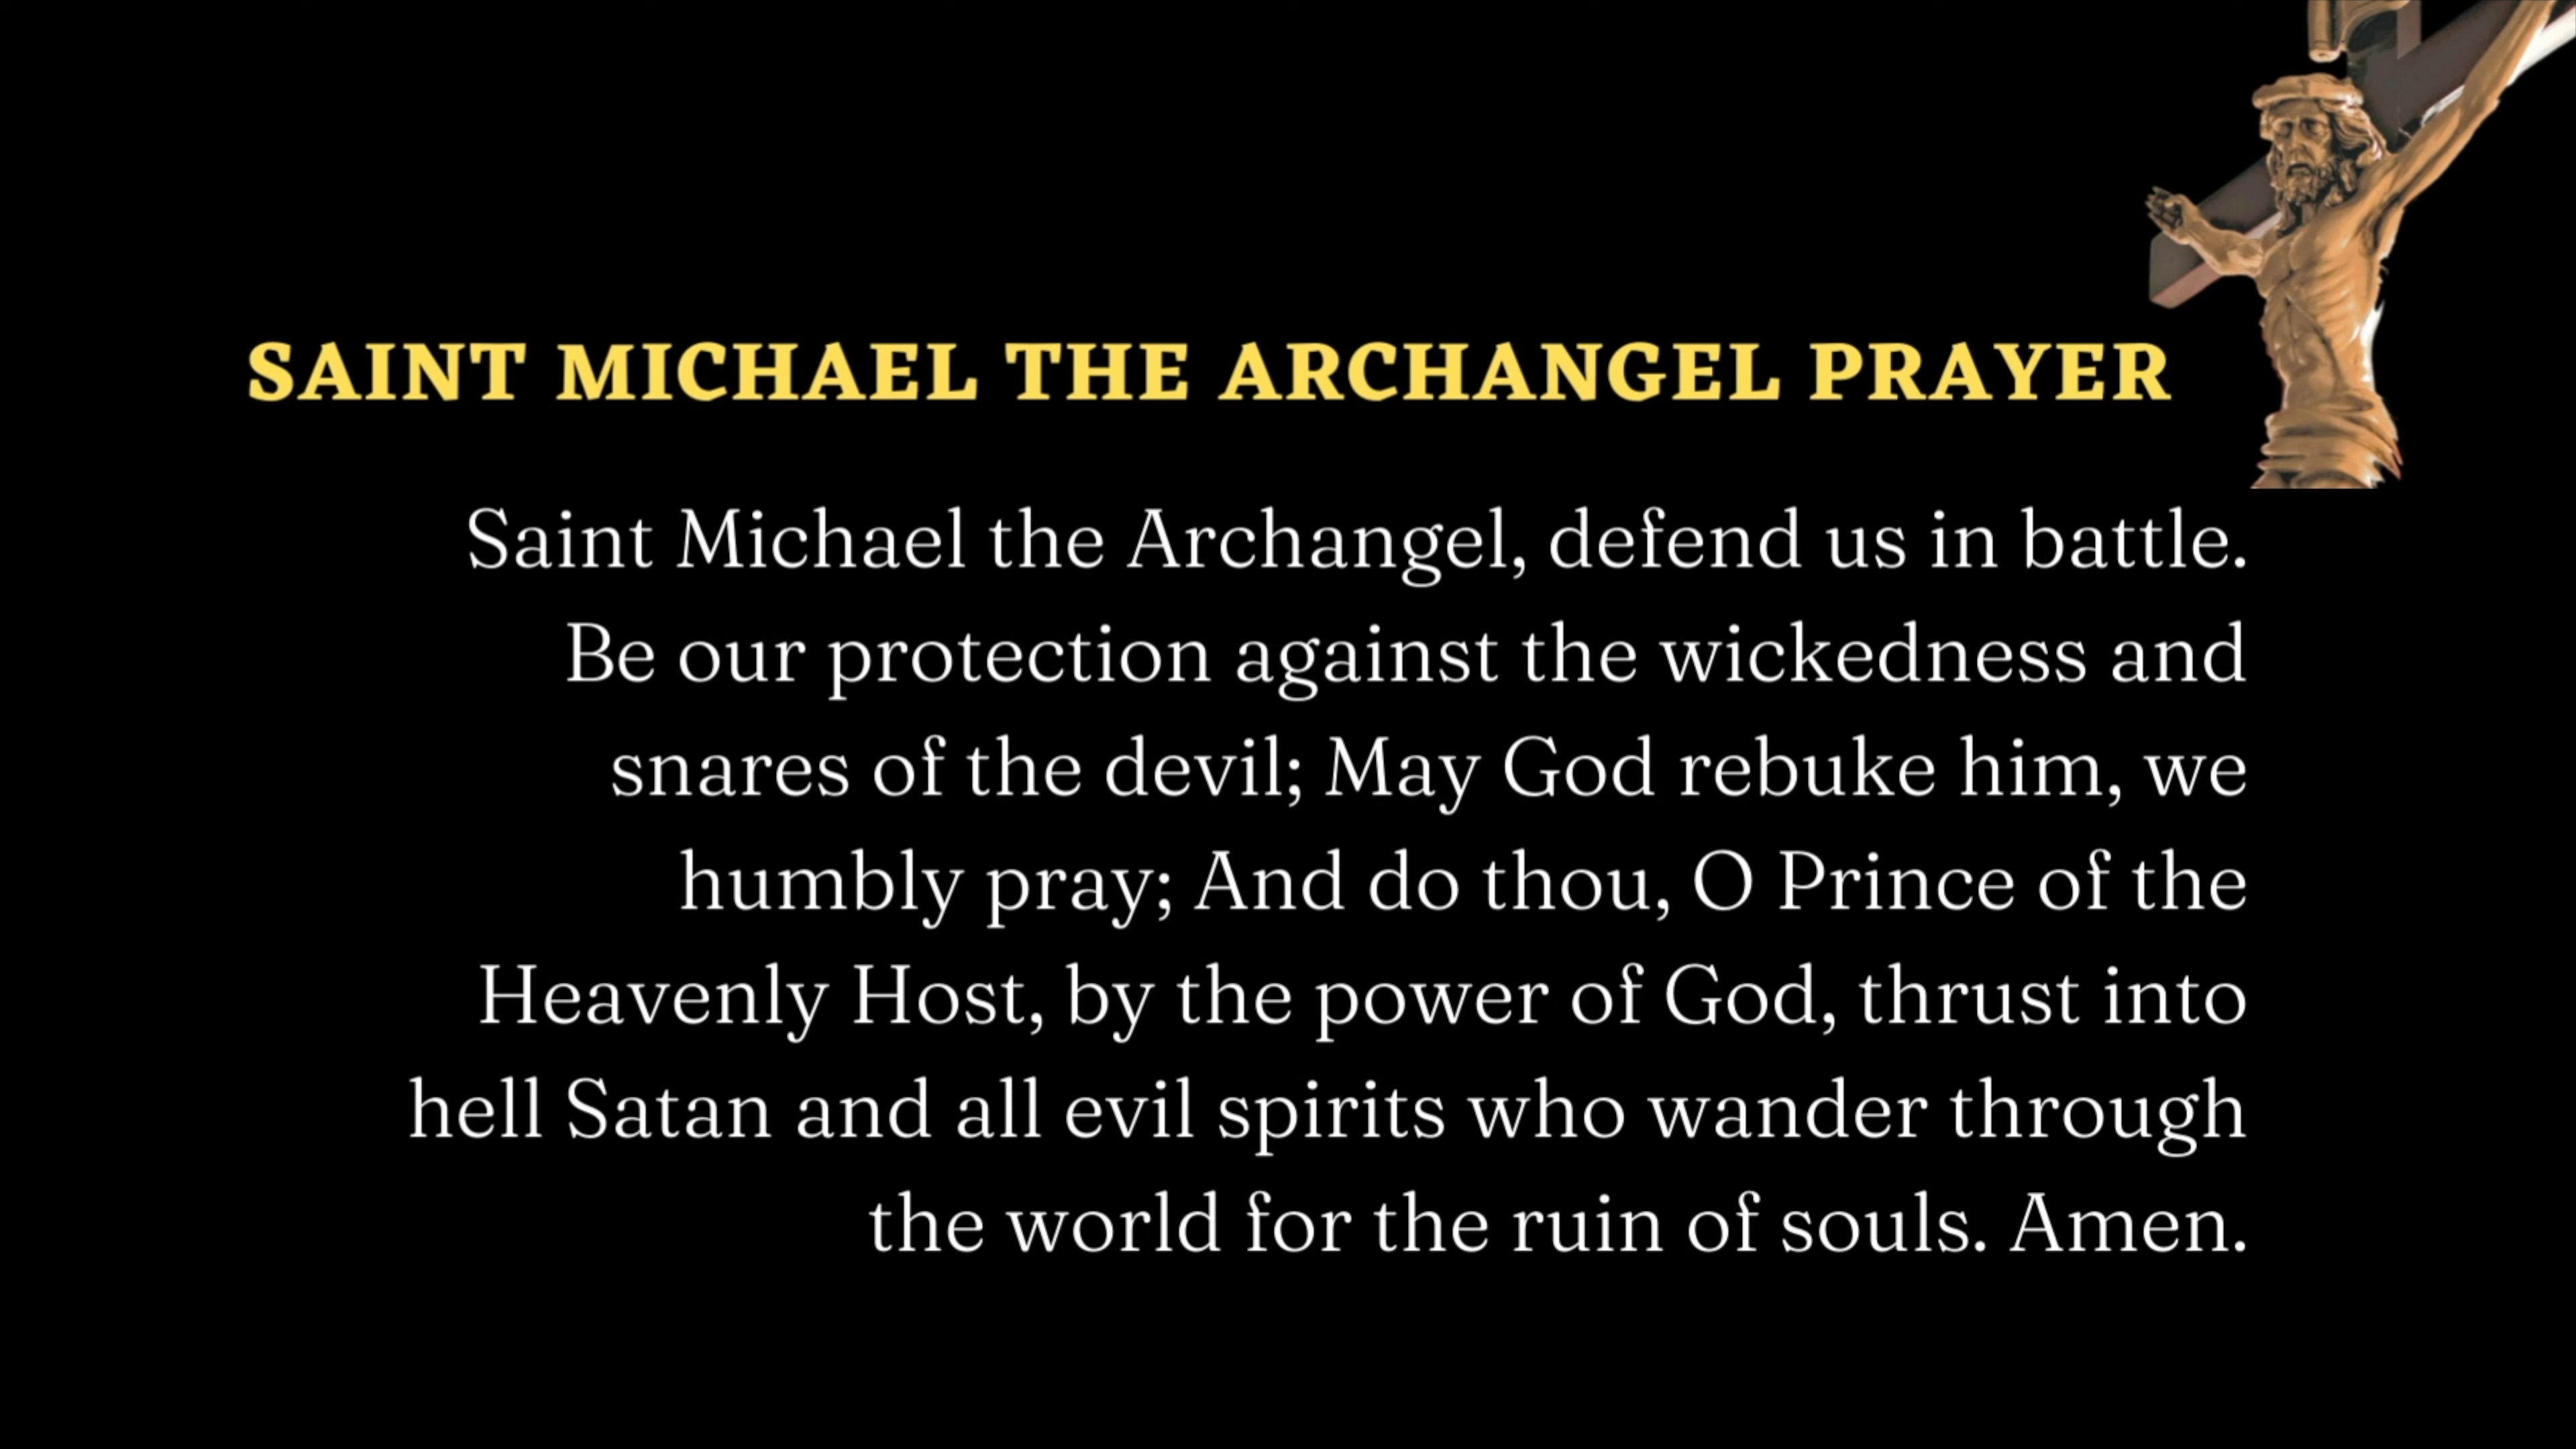 SAINT MICHAEL THE ARCHANGEL PRAYER
Saint Michael the Archangel, defend us in battle.
Be our protection against the wickedness and
snares of the devil; May God rebuke him, we
humbly pray; And do thou, O Prince of the
Heavenly Host, by the power of God, thrust into
hell Satan and all evil spirits who wander through
the world for the ruin of souls. Amen.